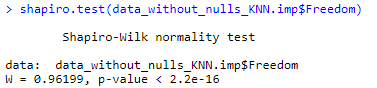 > shapiro.test(data_without_nulls_KNN.imp$Freedom)
Shapiro-Wilk normality test
data:  data_without_nulls_KNN.imp$Freedom
W = 0.96199, p-value < 2.2e-16